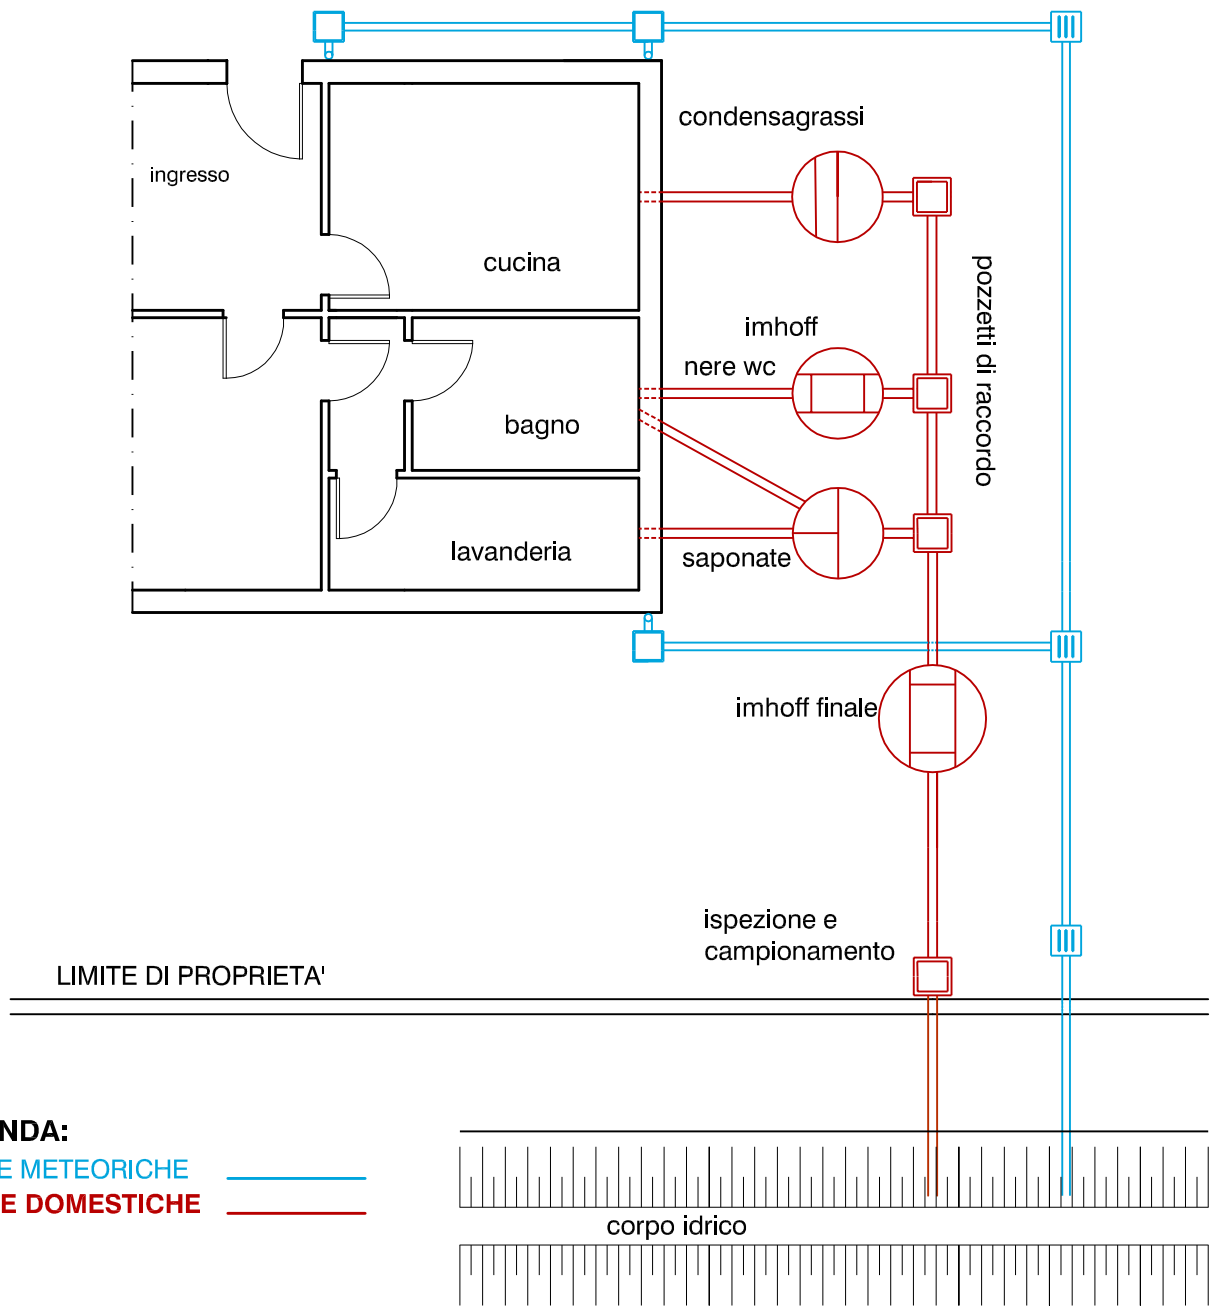 condensagrassi
ingresso
cucina
pozzetti di raccordo
imhoff
nere wc
bagno
lavanderia
saponate
imhoff finale
ispezione e
campionamento
LIMITE DI PROPRIETA'
NDA:
E METEORICHE
E DOMESTICHE
corpo idrico